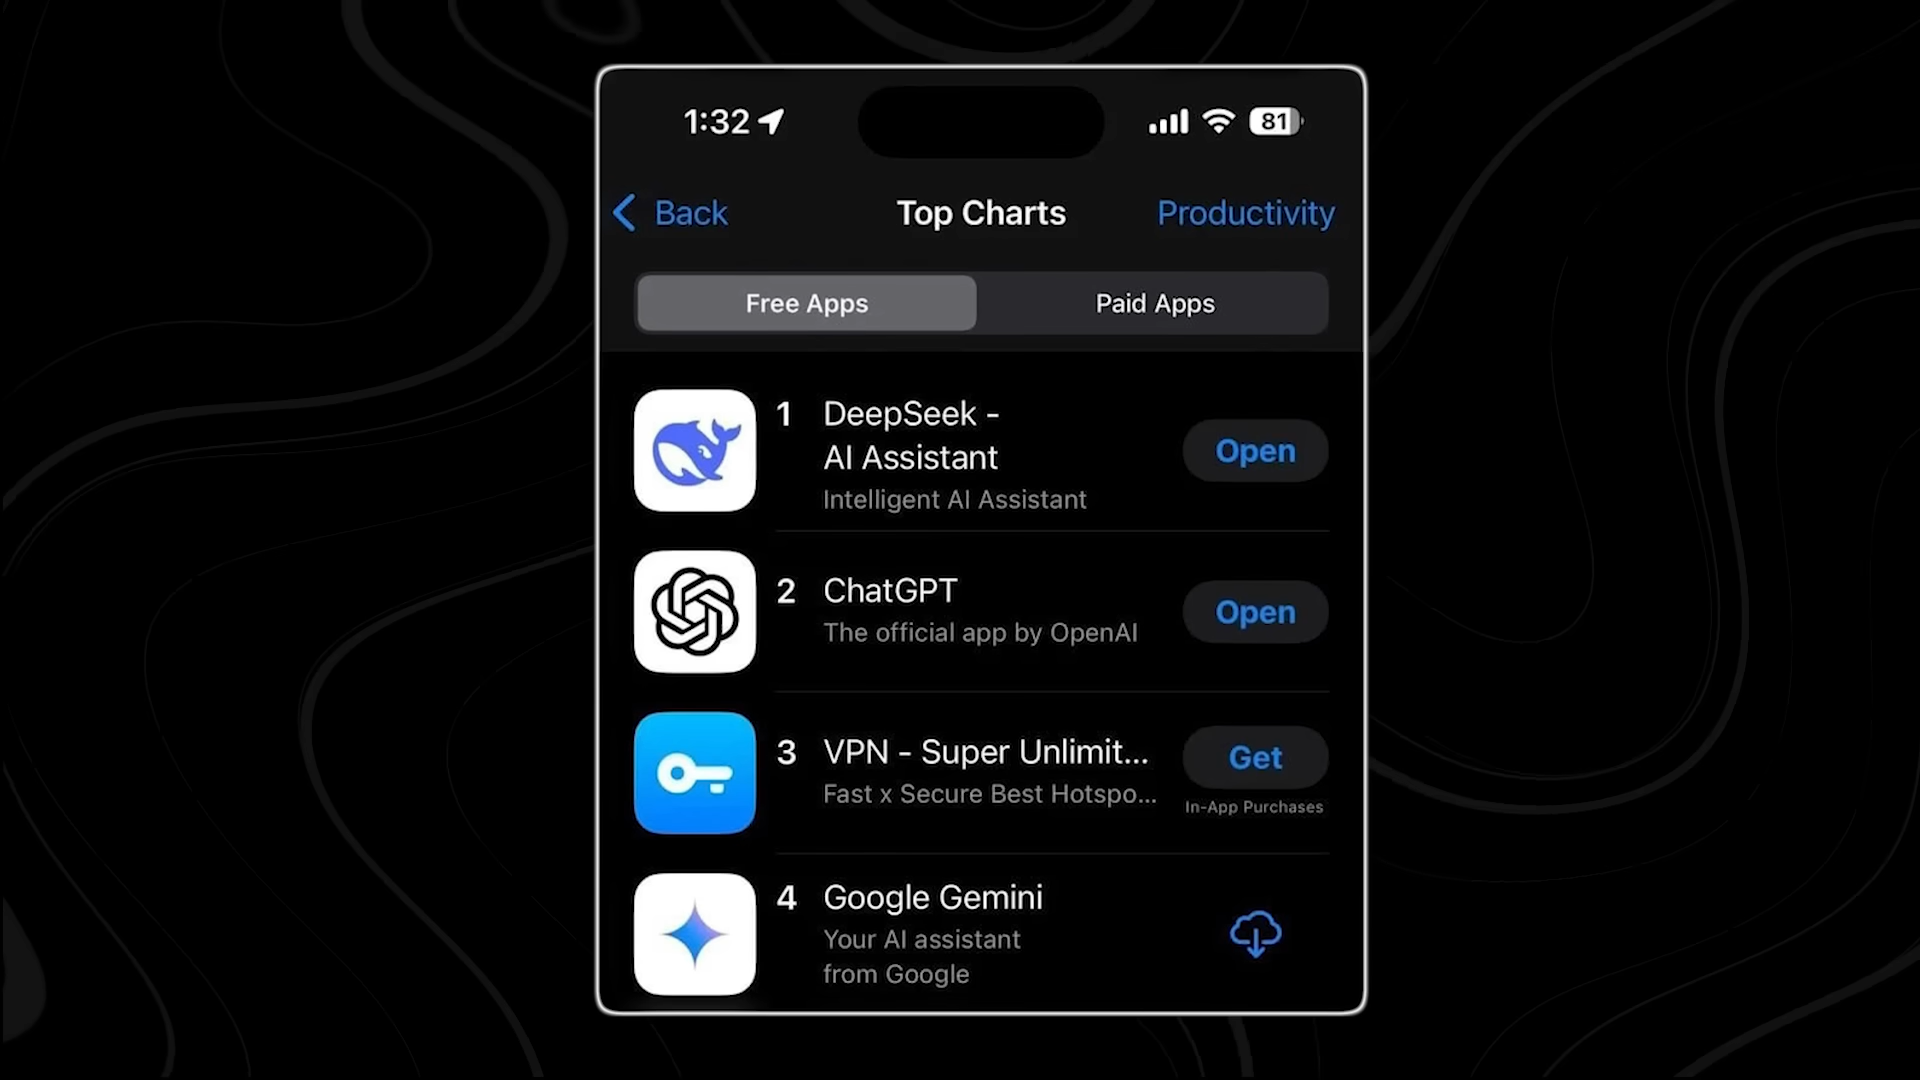 1:32
81
Back
Top Charts
Productivity
Free Apps
Paid Apps
1
DeepSeek -
AI Assistant
Intelligent AI Assistant
Open
2
ChatGPT
The official app by OpenAI
Open
3
VPN - Super Unlimit...
Fast x Secure Best Hotspo...
Get
In-App Purchases
4
Google Gemini
Your AI assistant
from Google